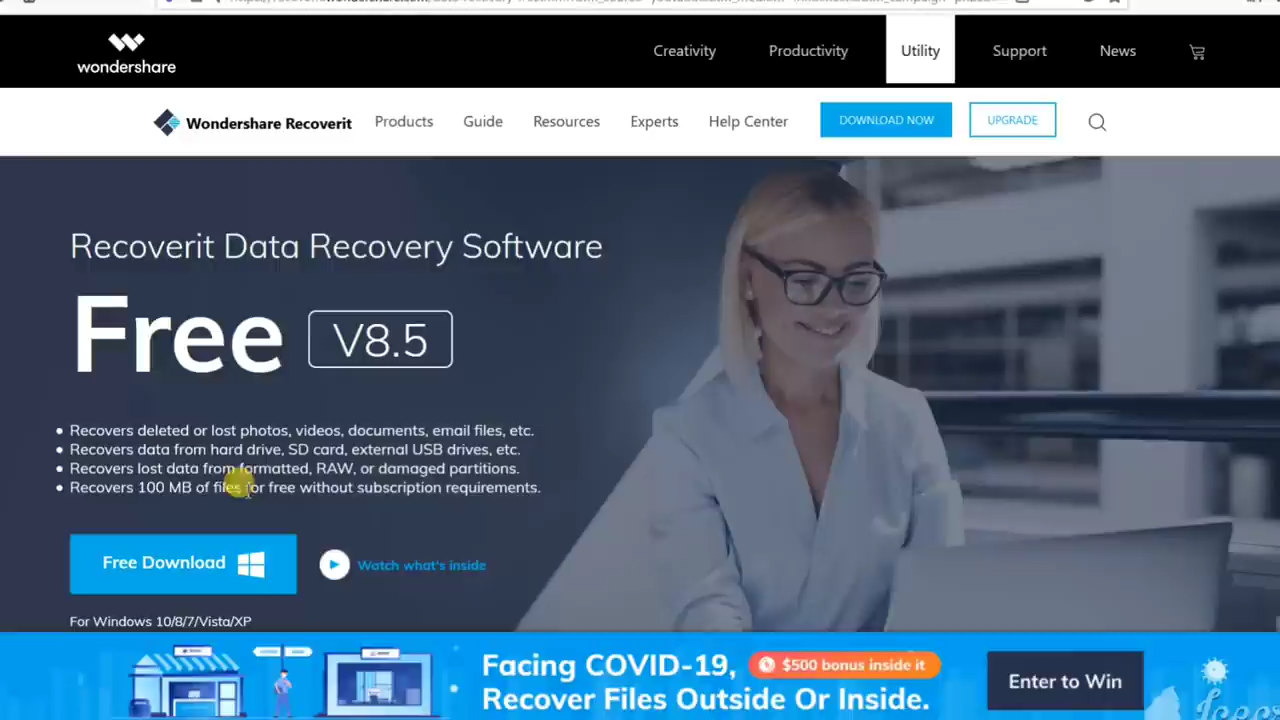 wondershare
Creativity
Productivity
Utility
Support
News
Wondershare Recoverit
Products
Guide
Resources
Experts
Help Center
DOWNLOAD NOW
UPGRADE
Recoverit Data Recovery Software
Free
V8.5
Recovers deleted or lost photos, videos, documents, email files, etc.
Recovers data from hard drive, SD card, external USB drives, etc.
Recovers lost data from formatted, RAW, or damaged partitions.
Recovers 100 MB of files for free without subscription requirements.
Free Download
Watch what's inside
For Windows 10/8/7/Vista/XP
Facing COVID-19,
$500 bonus inside it
Recover Files Outside Or Inside.
Enter to Win